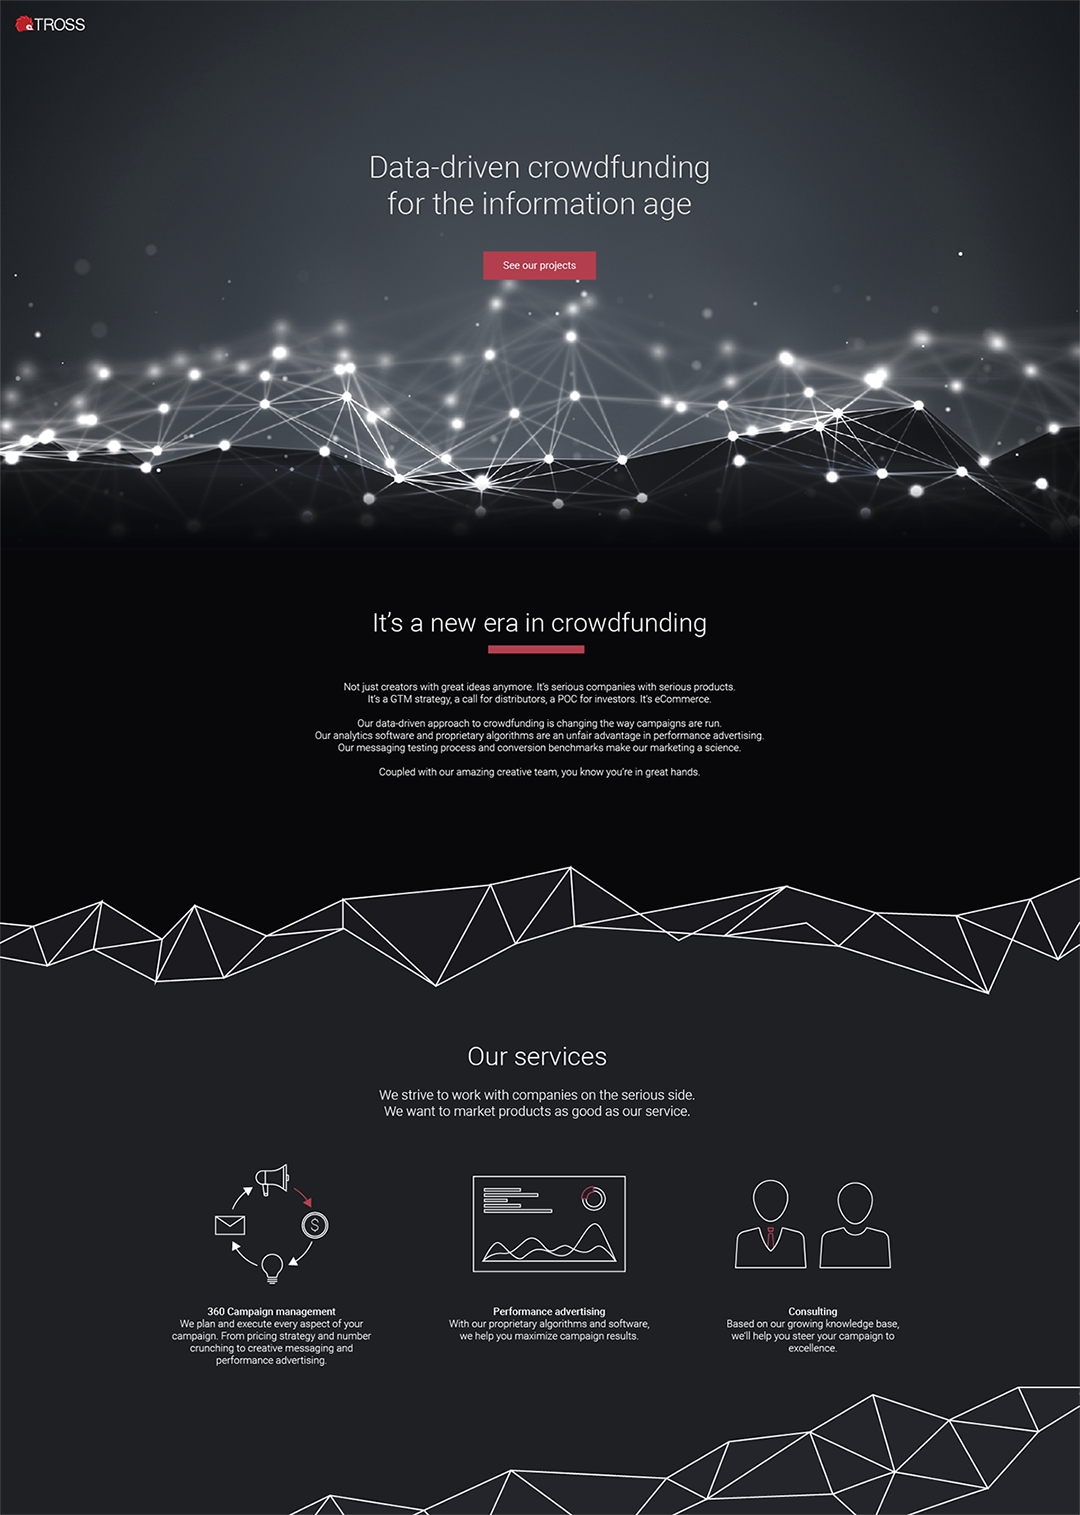 TROSS
Data-driven crowdfunding
for the information age
See our projects
It's a new era in crowdfunding
Not just creators with great ideas anymore. It's serious companies with serious products.
It's a GTM strategy, a call for distributors, a POC for investors. It's eCommerce.
Our data-driven approach to crowdfunding is changing the way campaigns are run.
Our analytics software and proprietary algorithms are an unfair advantage in performance advertising.
Our messaging testing process and conversion benchmarks make our marketing a science.
Coupled with our amazing creative team, you know you're in great hands.
Our services
We strive to work with companies on the serious side.
We want to market products as good as our service.
$
360 Campaign management
We plan and execute every aspect of your
campaign. From pricing strategy and number
crunching to creative messaging and
performance advertising.
Performance advertising
With our proprietary algorithms and software,
we help you maximize campaign results.
Consulting
Based on our growing knowledge base,
we'll help you steer your campaign to
excellence.